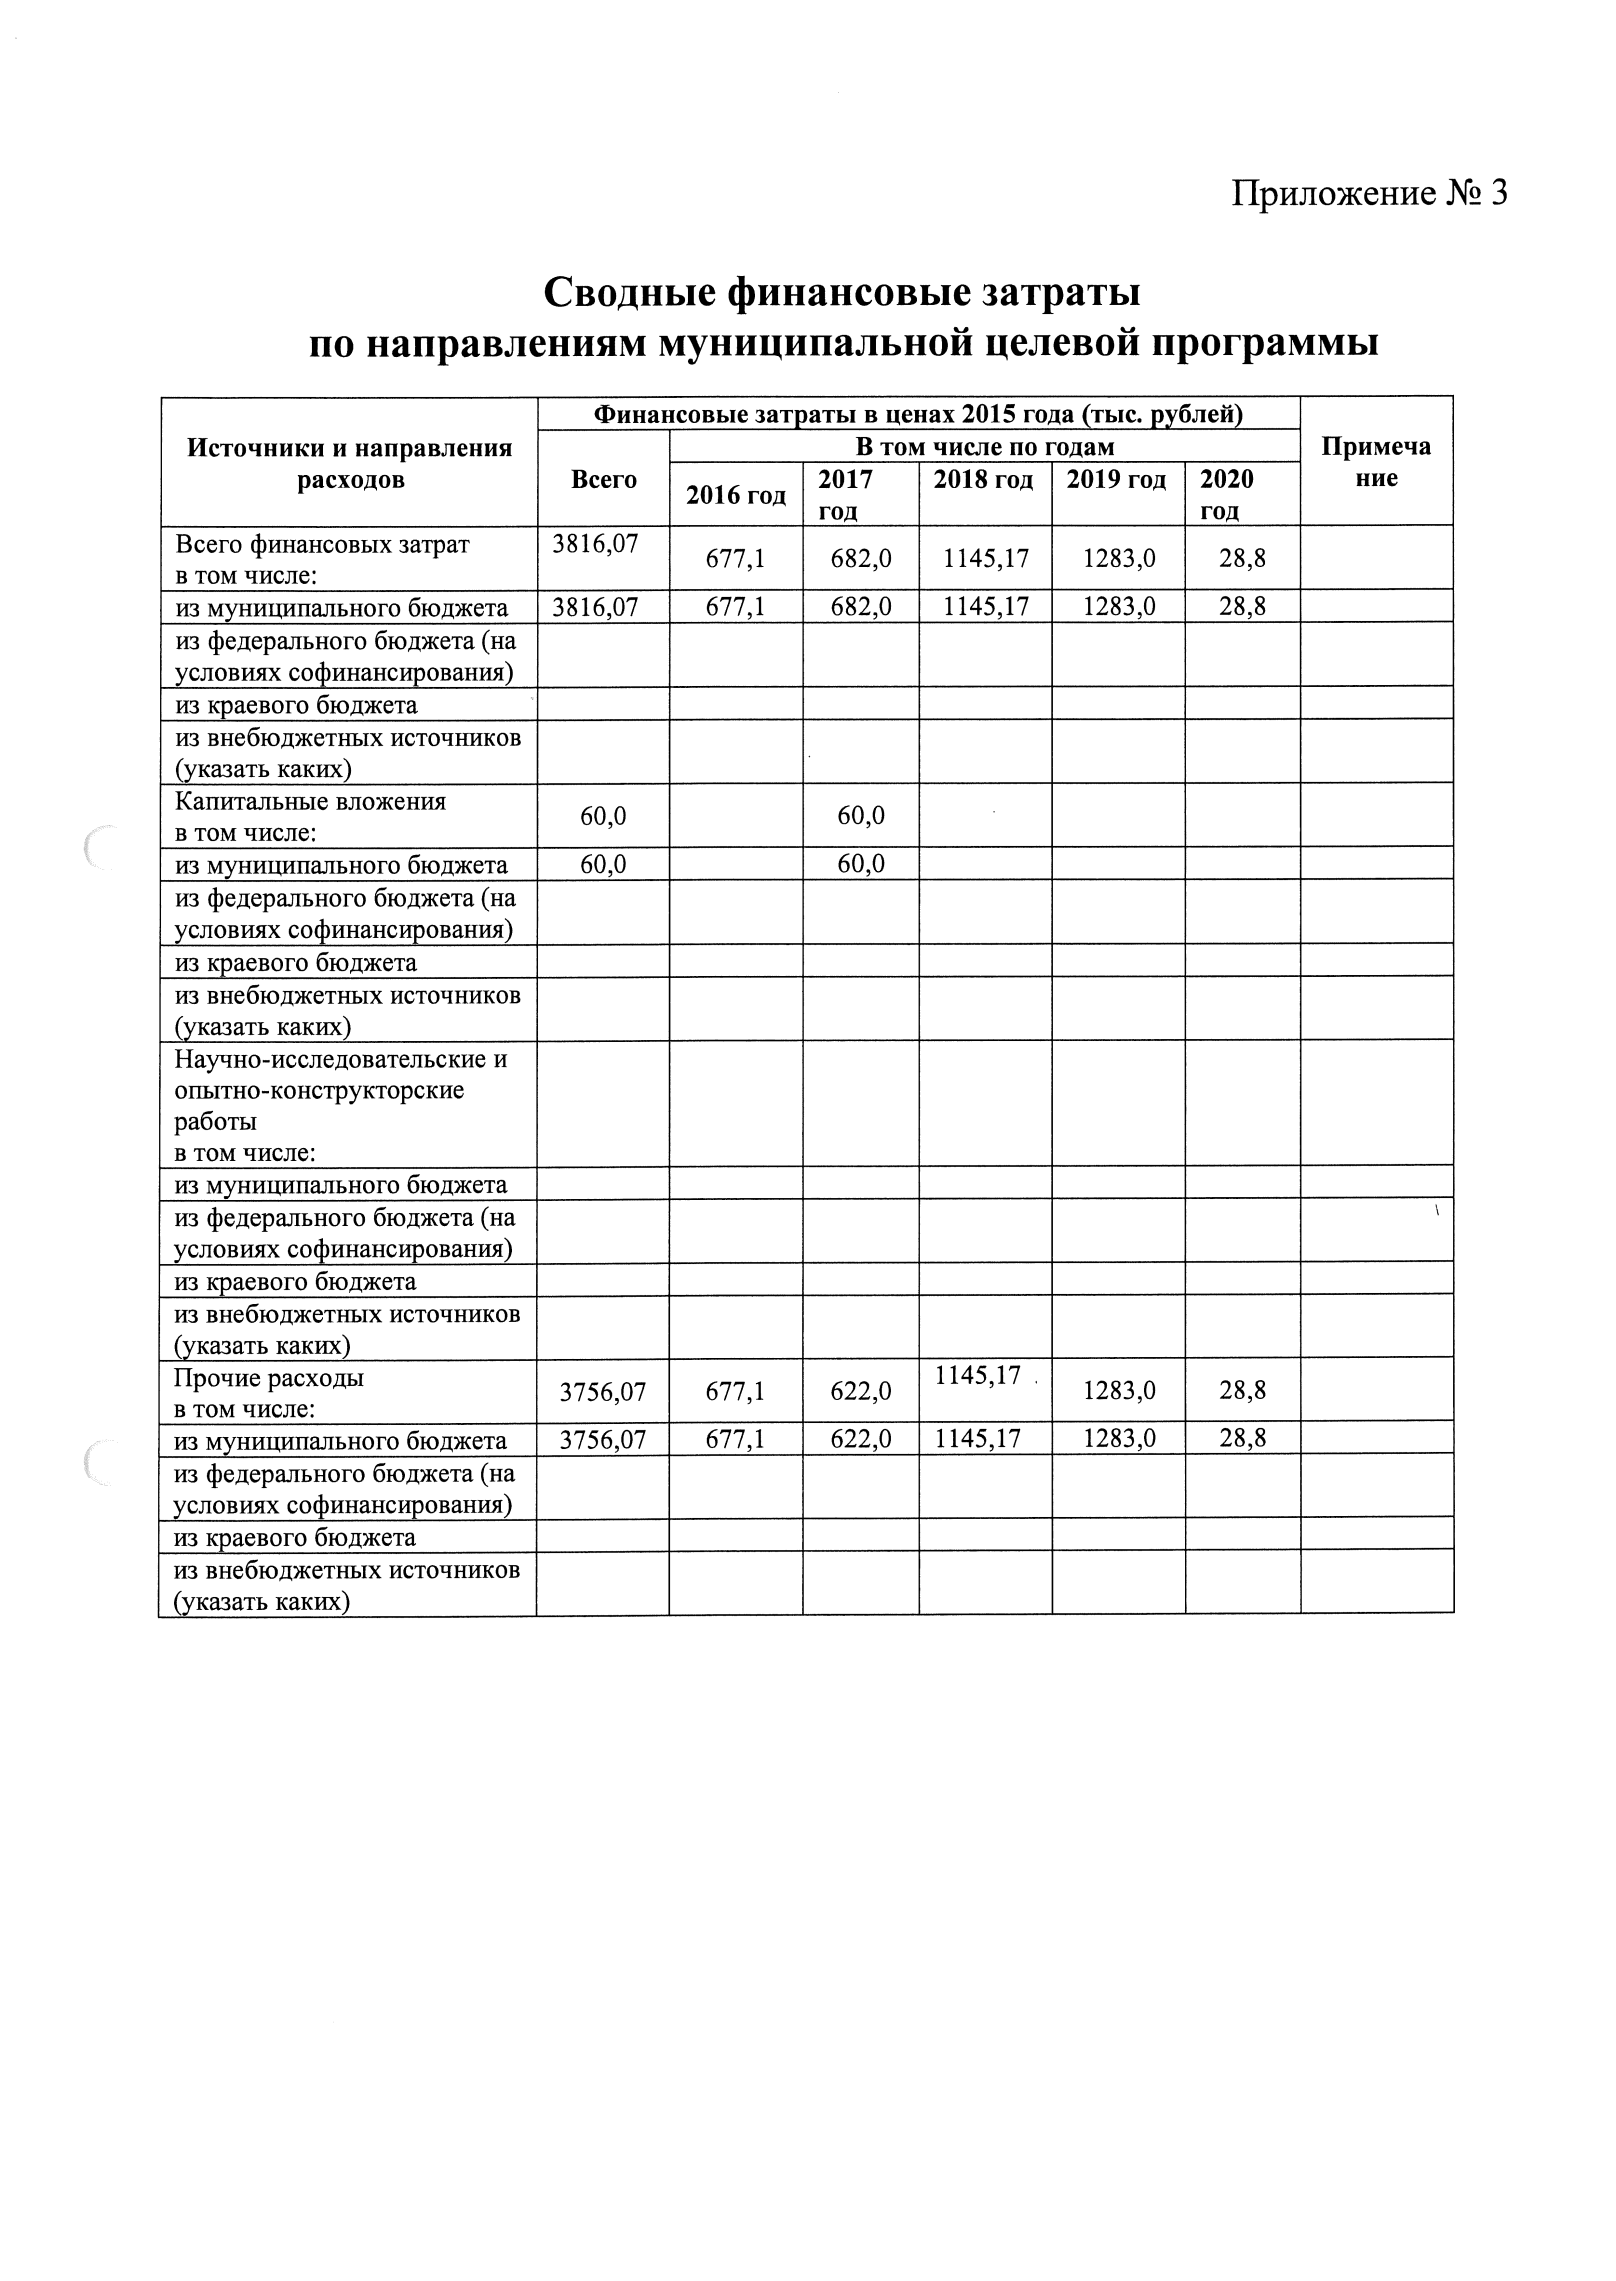 Приложение № 3
Сводные финансовые затраты
по направлениям муниципальной целевой программы
Источники и направления расходов
Финансовые затраты в ценах 2015 года (тыс. рублей)
Примеча
ние
Всего
В том числе по годам
2016 год
2017
год
2018 год
2019 год
2020
год
Всего финансовых затрат
в том числе:
3816,07
677,1
682,0
1145,17
1283,0
28,8
из муниципального бюджета
3816,07
677,1
682,0
1145,17
1283,0
28,8
из федерального бюджета (на
условиях софинансирования)
из краевого бюджета
из внебюджетных источников
(указать каких)
Капитальные вложения
в том числе:
60,0
60,0
из муниципального бюджета
60,0
60,0
из федерального бюджета (на
условиях софинансирования)
из краевого бюджета
из внебюджетных источников
(указать каких)
Научно-исследовательские и
опытно-конструкторские
работы
в том числе:
из муниципального бюджета
из федерального бюджета (на
условиях софинансирования)
из краевого бюджета
из внебюджетных источников
(указать каких)
Прочие расходы
в том числе:
3756,07
677,1
622,0
1145,17
1283,0
28,8
из муниципального бюджета
3756,07
677,1
622,0
1145,17
1283,0
28,8
из федерального бюджета (на
условиях софинансирования)
из краевого бюджета
из внебюджетных источников
(указать каких)